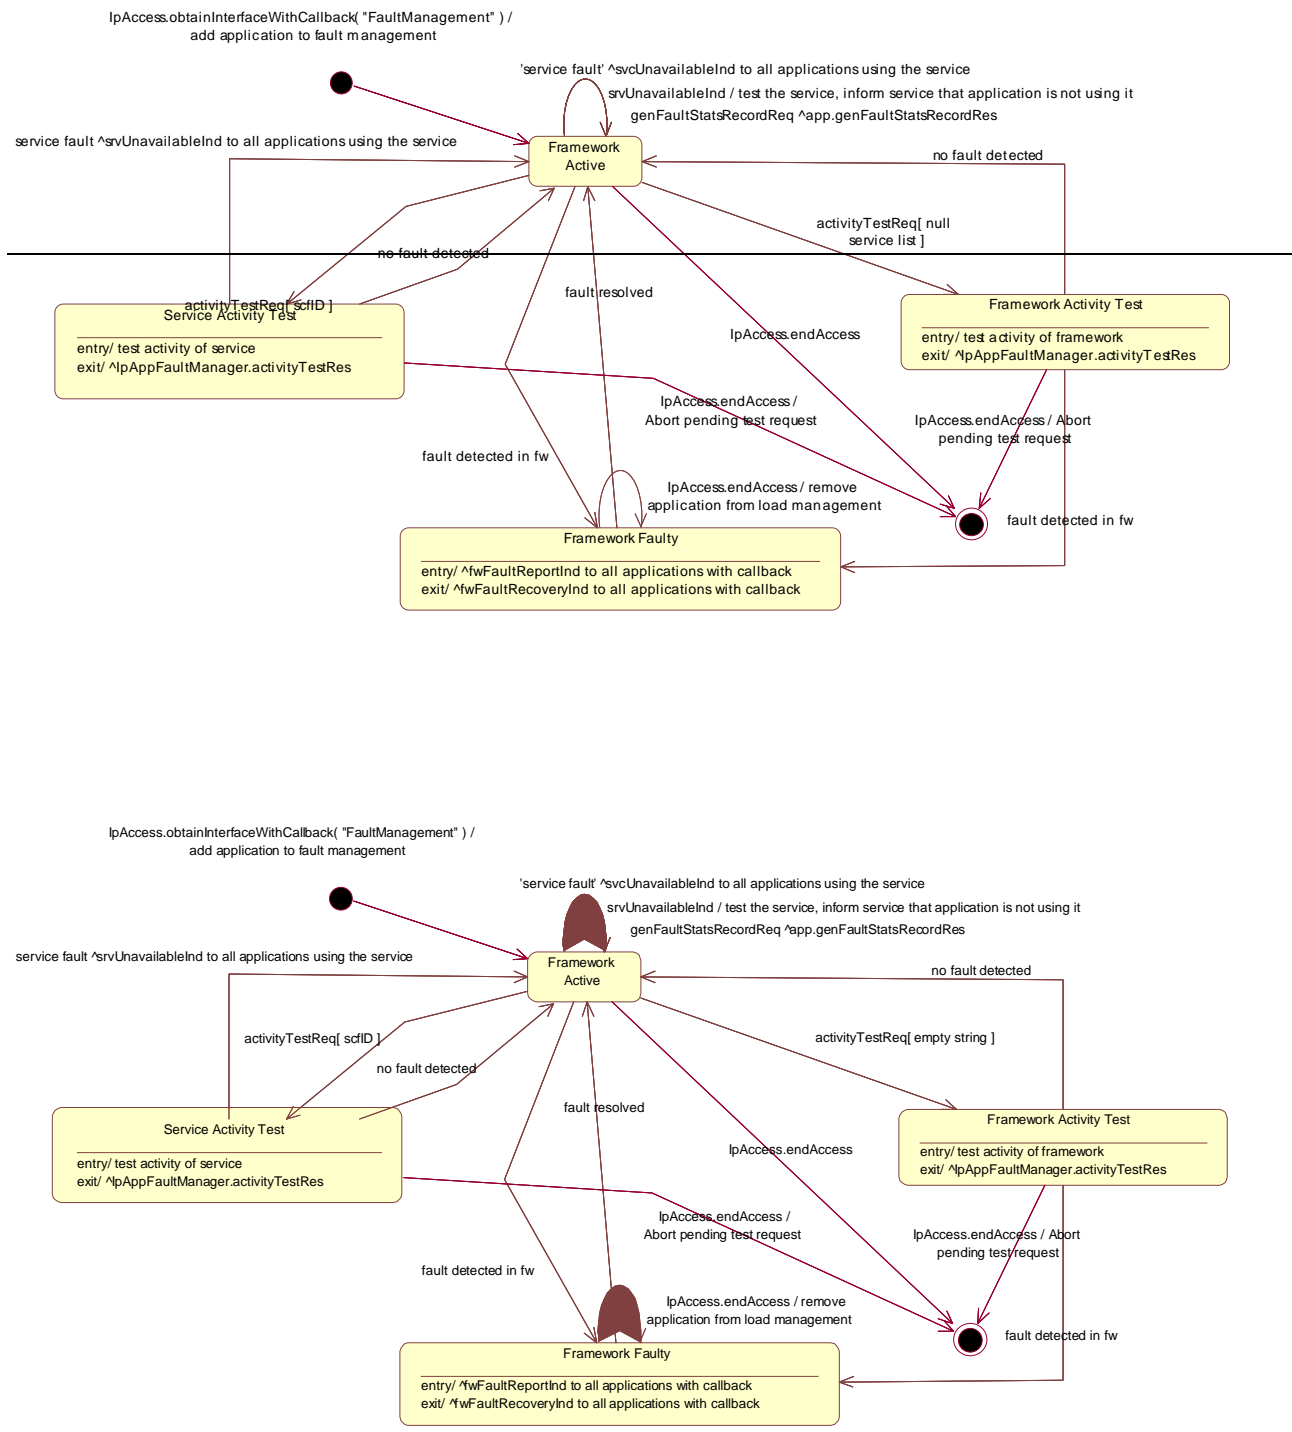 IpAccess.obtainInterfaceWithCallback( "FaultManagement" ) /
add application to fault management
'service fault' ^svcUnavailableInd to all applications using the service
srvUnavailableInd / test the service, inform service that application is not using it
genFaultStatsRecordReq ^app.genFaultStatsRecordRes
service fault ^srvUnavailableInd to all applications using the service
Framework
Active
no fault detected
activityTestReq[ null
service list ]
no fault detected
fault resolved
activityTestReq[ scfID ]
Service Activity Test
entry/ test activity of service
exit/ ^IpAppFaultManager.activityTestRes
Framework Activity Test
entry/ test activity of framework
exit/ ^IpAppFaultManager.activityTestRes
IpAccess.endAccess
IpAccess.endAccess /
Abort pending test request
IpAccess.endAccess / Abort
pending test request
fault detected in fw
IpAccess.endAccess / remove
application from load management
fault detected in fw
Framework Faulty
entry/ ^fwFaultReportInd to all applications with callback
exit/ ^fwFaultRecoveryInd to all applications with callback
IpAccess.obtainInterfaceWithCallback( "FaultManagement" ) /
add application to fault management
'service fault' ^svcUnavailableInd to all applications using the service
srvUnavailableInd / test the service, inform service that application is not using it
genFaultStatsRecordReq ^app.genFaultStatsRecordRes
service fault ^srvUnavailableInd to all applications using the service
Framework
Active
no fault detected
activityTestReq[ scfID ]
activityTestReq[ empty string ]
no fault detected
fault resolved
Service Activity Test
entry/ test activity of service
exit/ ^IpAppFaultManager.activityTestRes
Framework Activity Test
entry/ test activity of framework
exit/ ^IpAppFaultManager.activityTestRes
IpAccess.endAccess
IpAccess.endAccess /
Abort pending test request
IpAccess.endAccess / Abort
pending test request
fault detected in fw
IpAccess.endAccess / remove
application from load management
fault detected in fw
Framework Faulty
entry/ ^fwFaultReportInd to all applications with callback
exit/ ^fwFaultRecoveryInd to all applications with callback